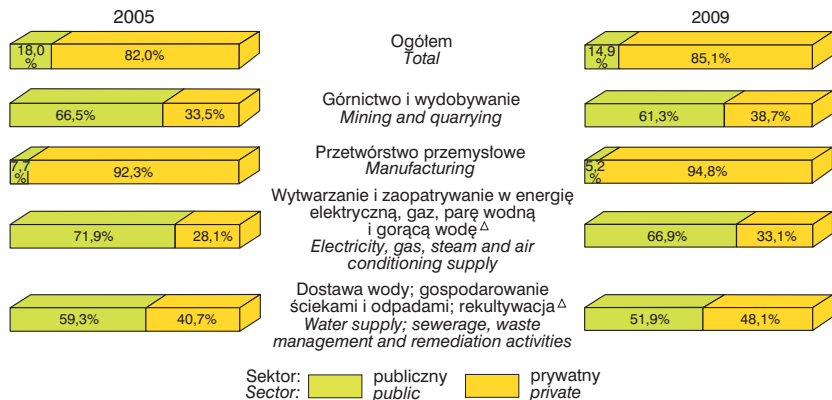 2005
2009
18,0
%
82,0%
Ogółem
Total
14,9
%
85,1%
66,5%
33,5%
Górnictwo i wydobywanie
Mining and quarrying
61,3%
38,7%
7,7
%
92,3%
Przetwórstwo przemysłowe
Manufacturing
5,2
%
94,8%
71,9%
28,1%
Wytwarzanie i zaopatrywanie w energię
elektryczną, gaz, parę wodną
i gorącą wodę Δ
Electricity, gas, steam and air
conditioning supply
66,9%
33,1%
59,3%
40,7%
Dostawa wody; gospodarowanie
ściekami i odpadami; rekultywacja Δ
Water supply; sewerage, waste
management and remediation activities
51,9%
48,1%
Sektor: publiczny prywatny
Sector: public private